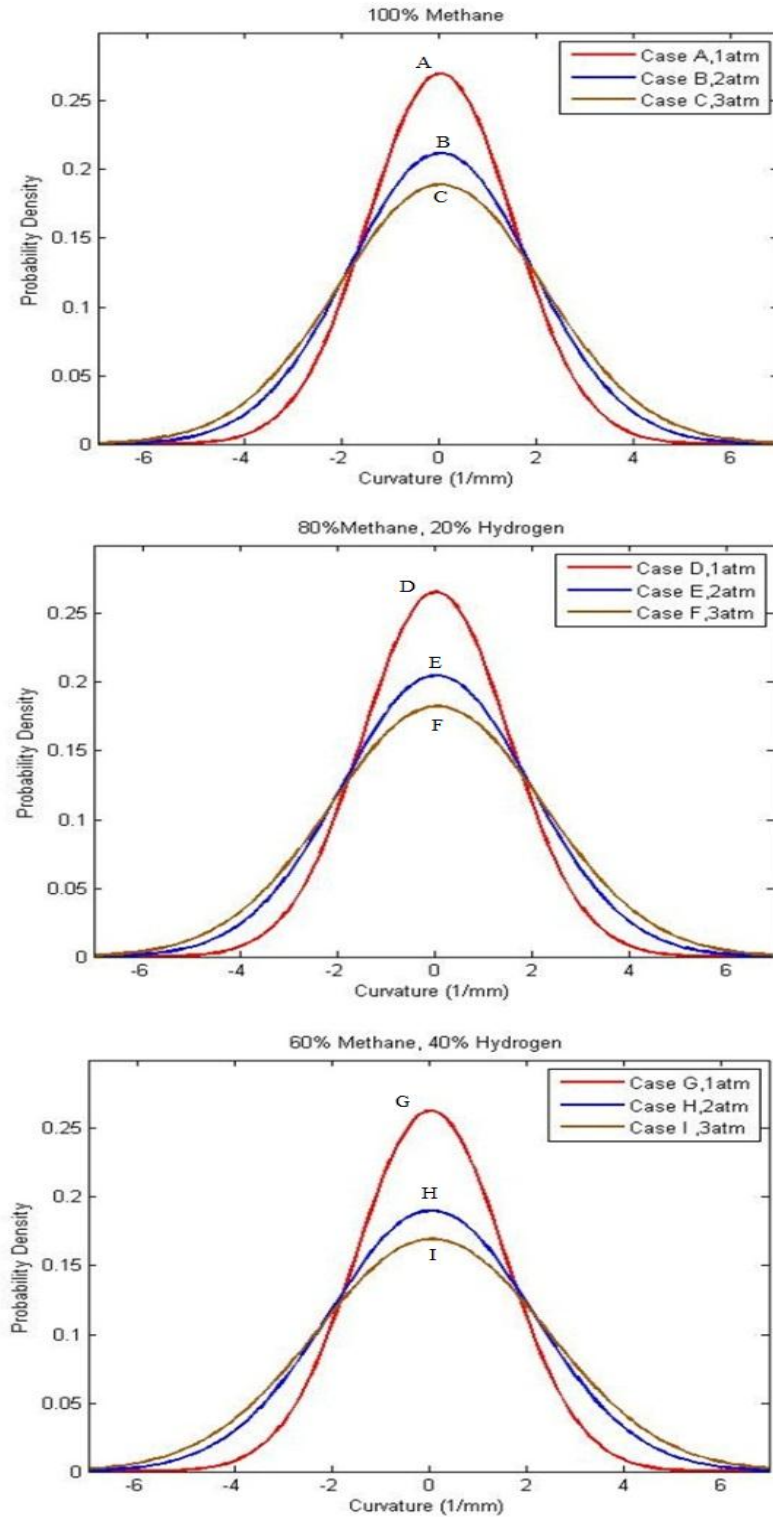 100% Methane
Case A,1atm
Case B,2atm
Case C,3atm
A
B
C
0.25
0.2
0.15
0.1
0.05
0
Probability Density
-6 -4 -2 0 2 4 6
Curvature (1/mm)
80%Methane, 20% Hydrogen
Case D,1atm
Case E,2atm
Case F,3atm
D
E
F
0.25
0.2
0.15
0.1
0.05
0
Probability Density
-6 -4 -2 0 2 4 6
Curvature (1/mm)
60% Methane, 40% Hydrogen
Case G,1atm
Case H,2atm
Case I ,3atm
G
H
I
0.25
0.2
0.15
0.1
0.05
0
Probability Density
-6 -4 -2 0 2 4 6
Curvature (1/mm)